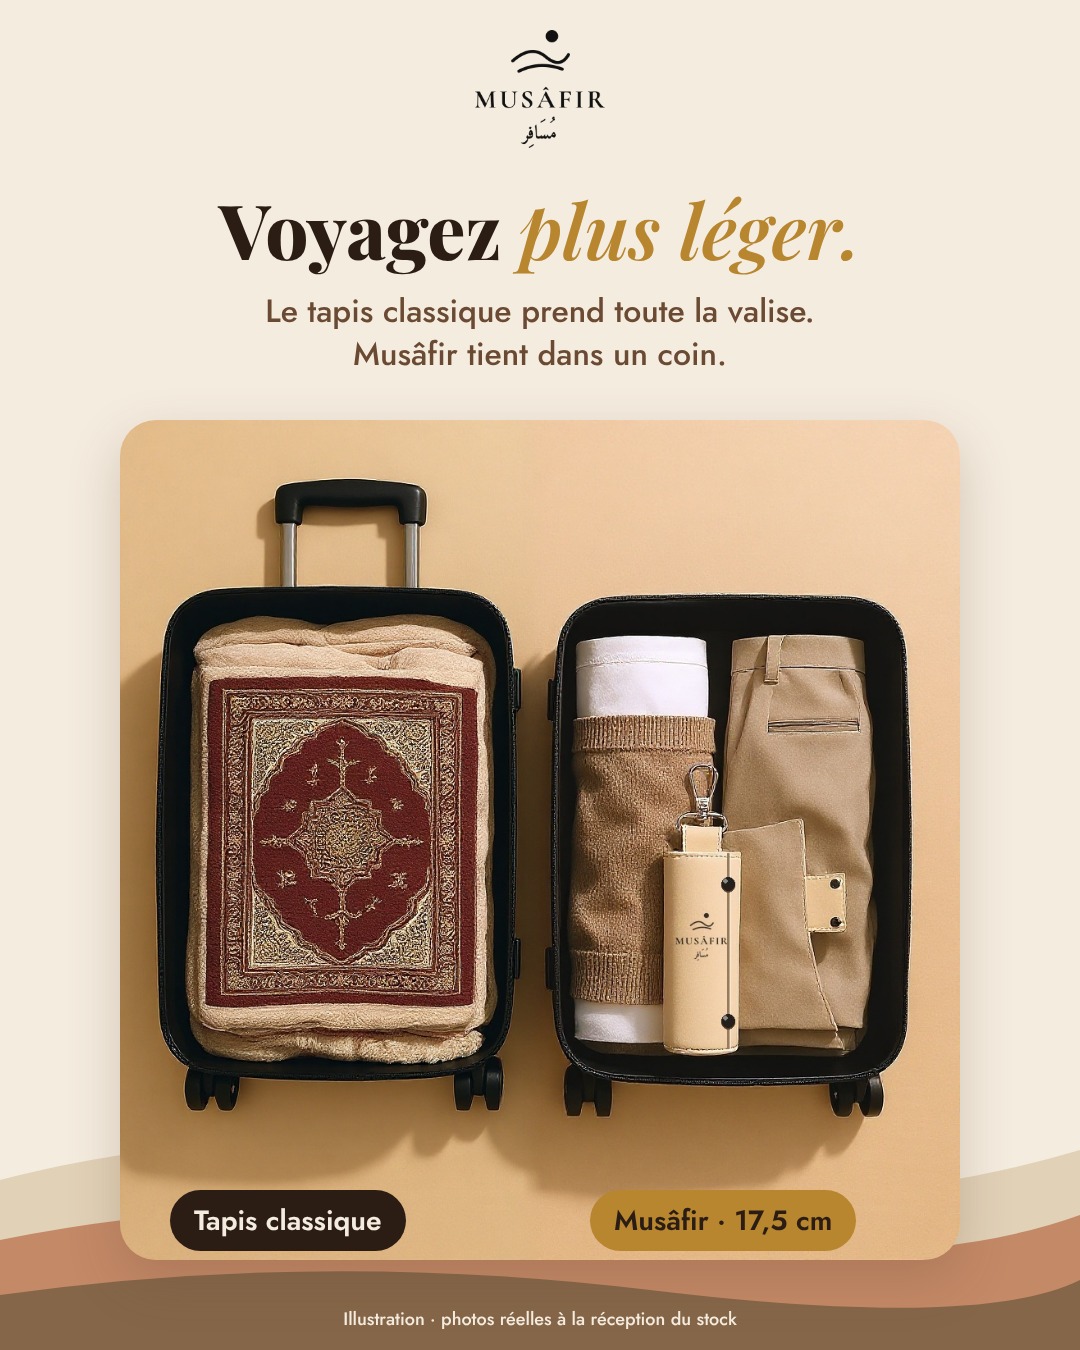 MUSÂFIR
مُسَافِر
Voyagez plus léger.
Le tapis classique prend toute la valise.
Musâfir tient dans un coin.
MUSÂFIR
مُسَافِر
Tapis classique
Musâfir · 17,5 cm
Illustration · photos réelles à la réception du stock